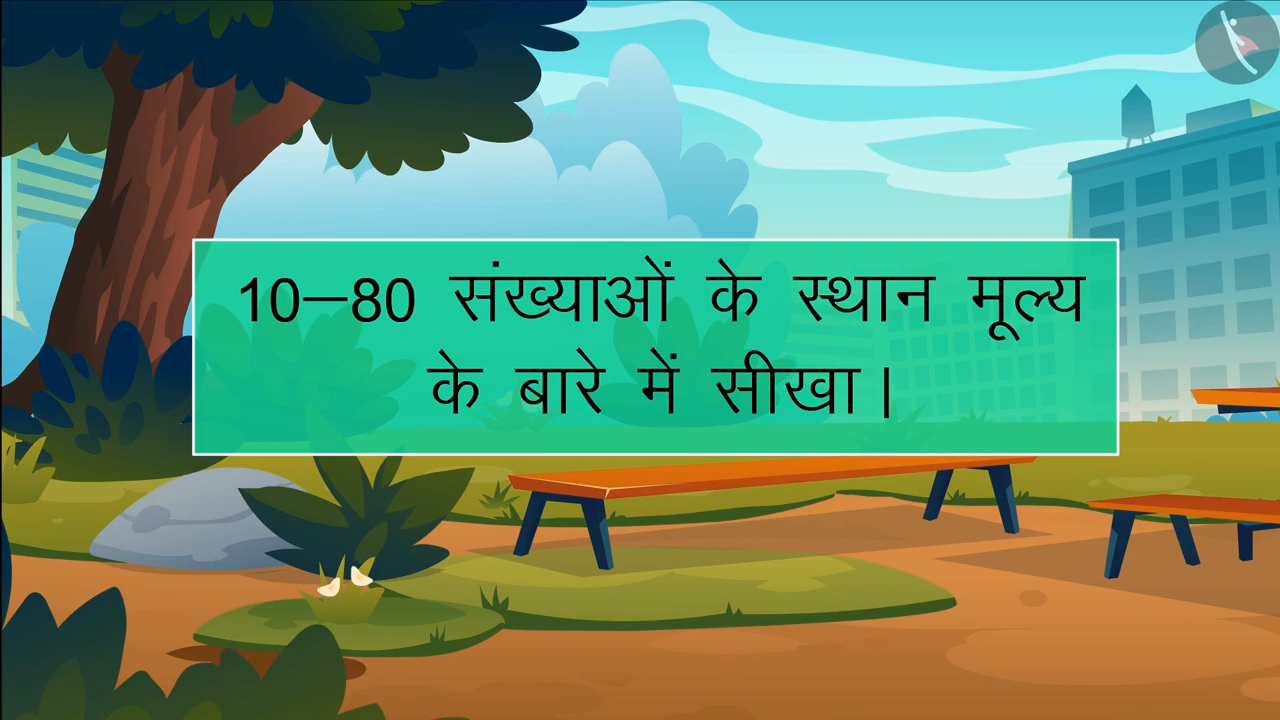 10–80 संख्याओं के स्थान मूल्य
के बारे में सीखा।